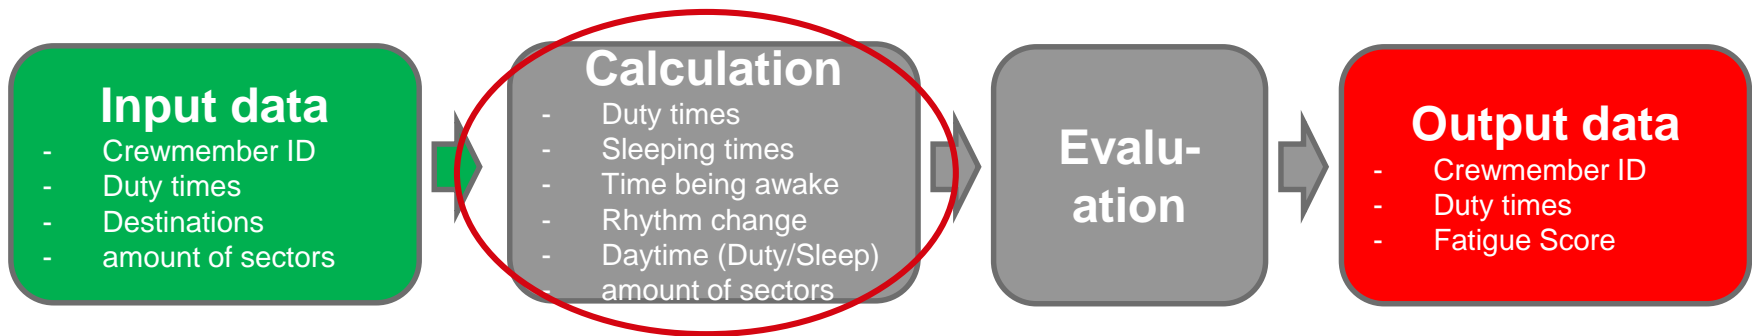 Input data
- Crewmember ID
- Duty times
- Destinations
- amount of sectors
Calculation
- Duty times
- Sleeping times
- Time being awake
- Rhythm change
- Daytime (Duty/Sleep)
- amount of sectors
Evalu-
ation
Output data
- Crewmember ID
- Duty times
- Fatigue Score